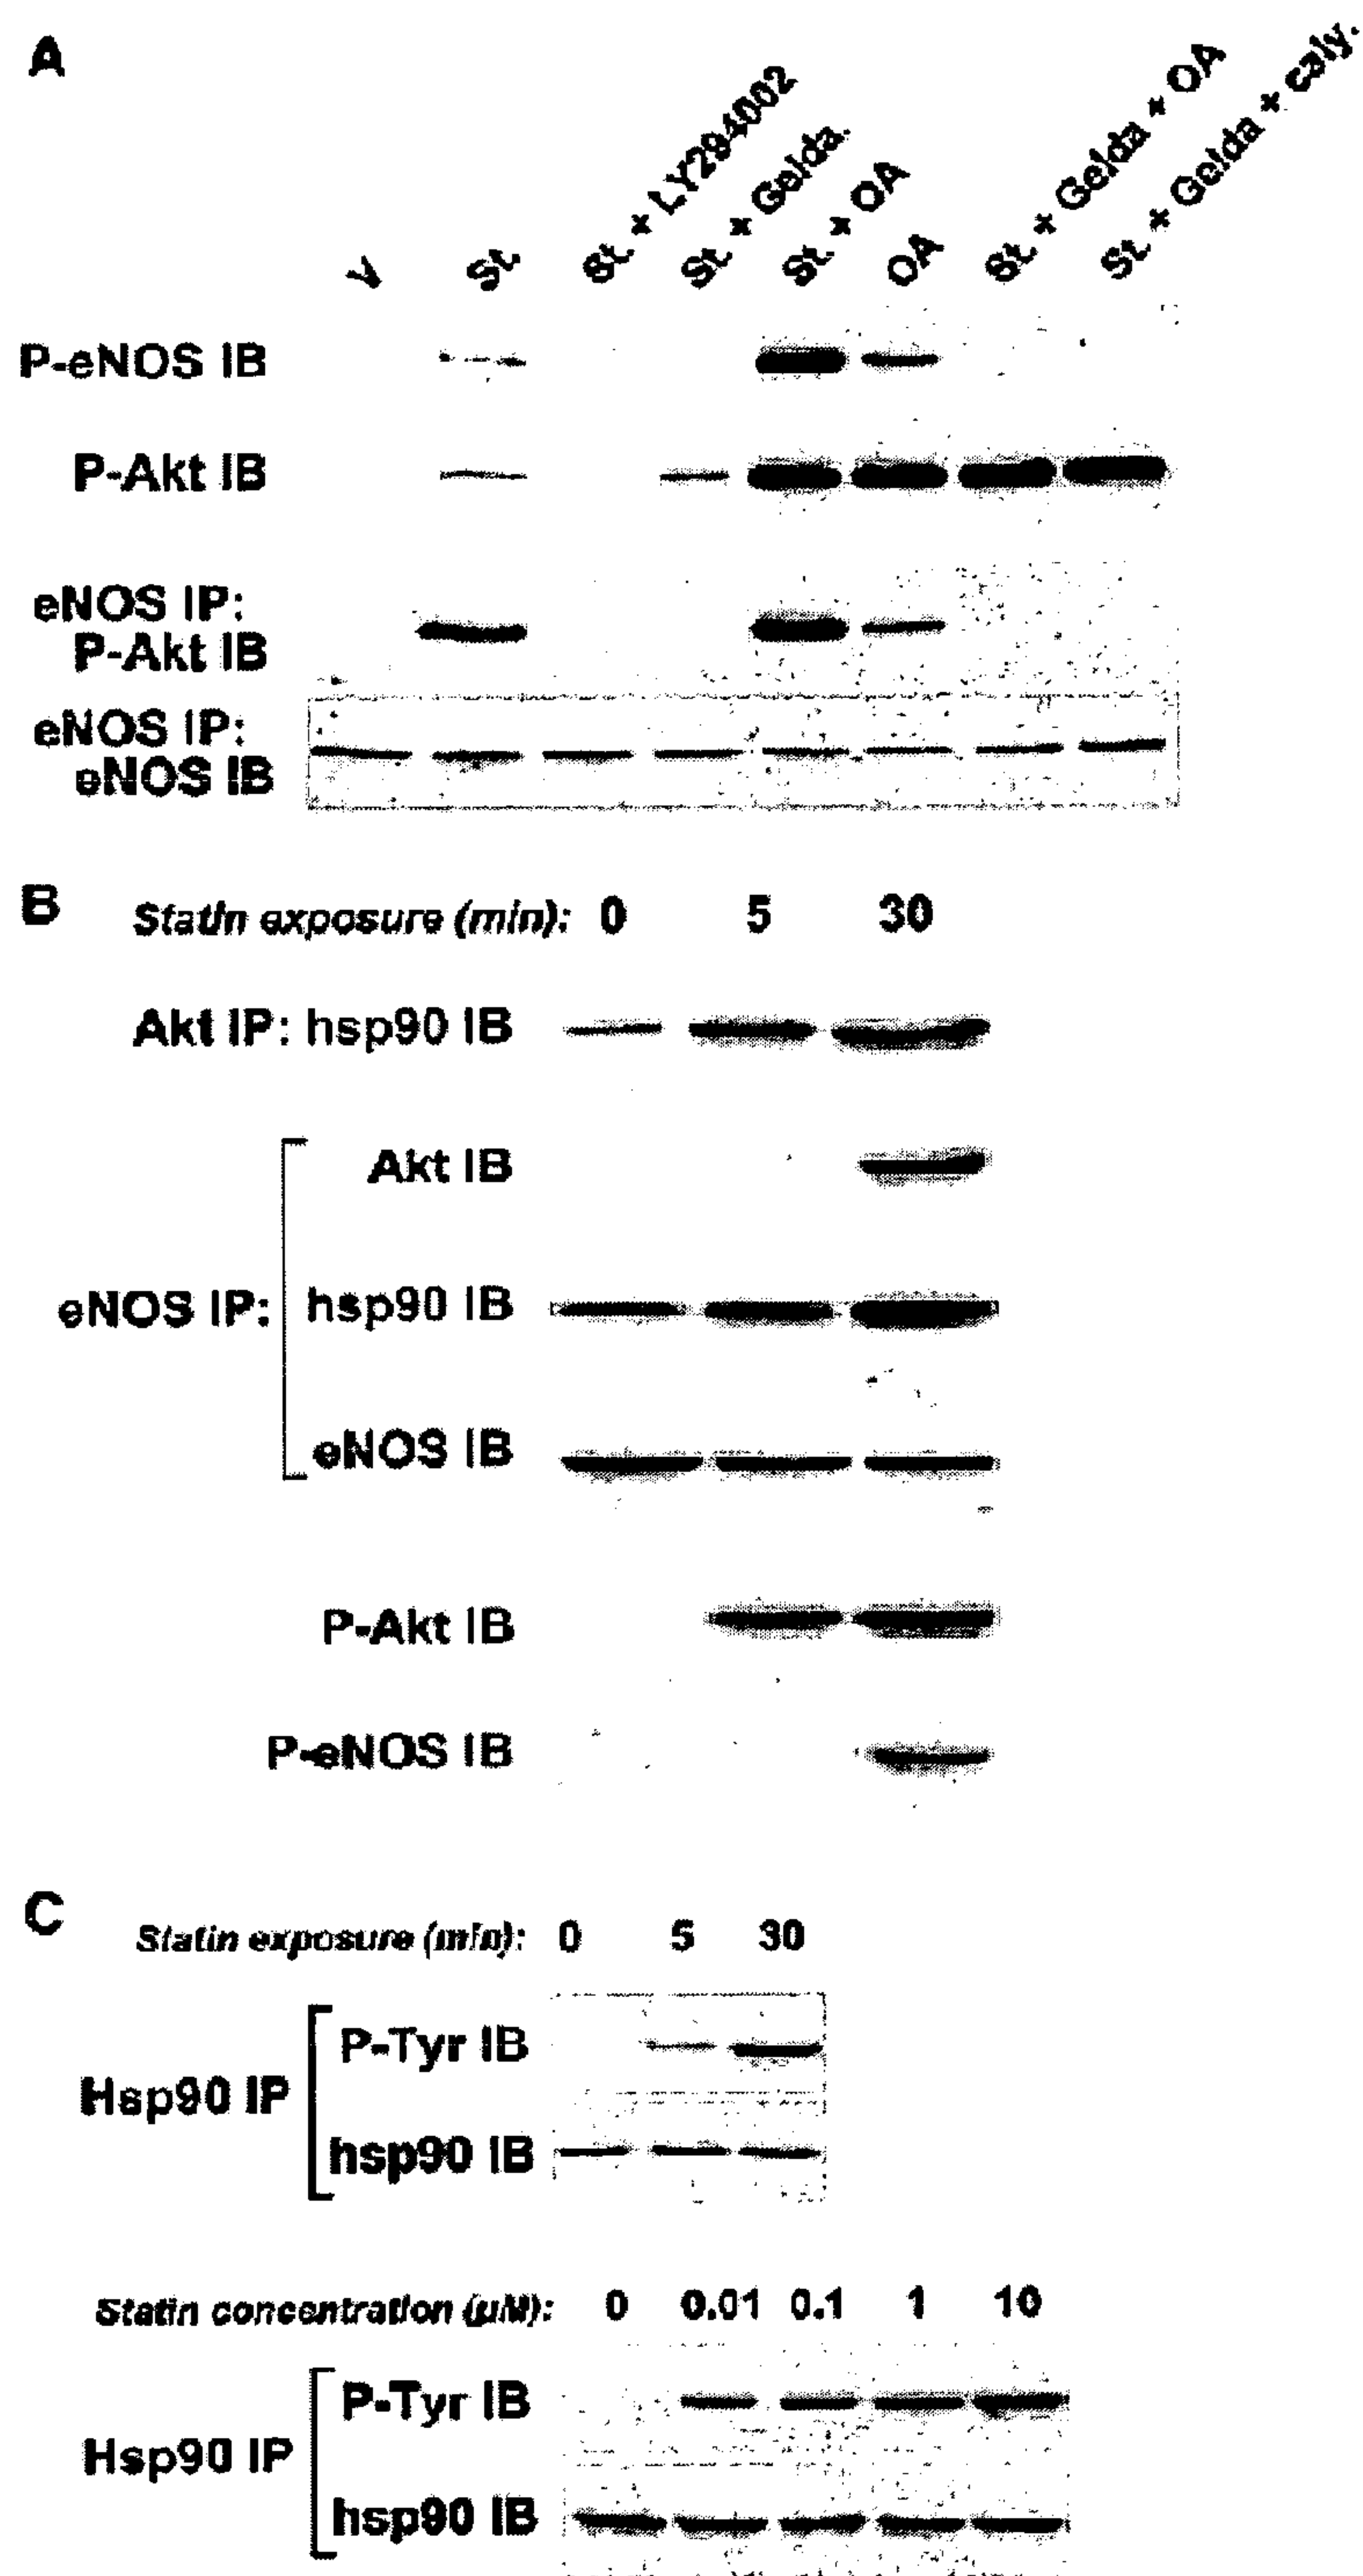 A
V St St + LY294002 St + Gelda. St + OA OA St + Gelda + OA St + Gelda + caly.
P-eNOS IB
P-Akt IB
eNOS IP:
P-Akt IB
eNOS IP:
eNOS IB
B
Statin exposure (min): 0 5 30
Akt IP: hsp90 IB
Akt IB
eNOS IP: hsp90 IB
eNOS IB
P-Akt IB
P-eNOS IB
C
Statin exposure (min): 0 5 30
P-Tyr IB
Hsp90 IP
hsp90 IB
Statin concentration (µM): 0 0.01 0.1 1 10
P-Tyr IB
Hsp90 IP
hsp90 IB